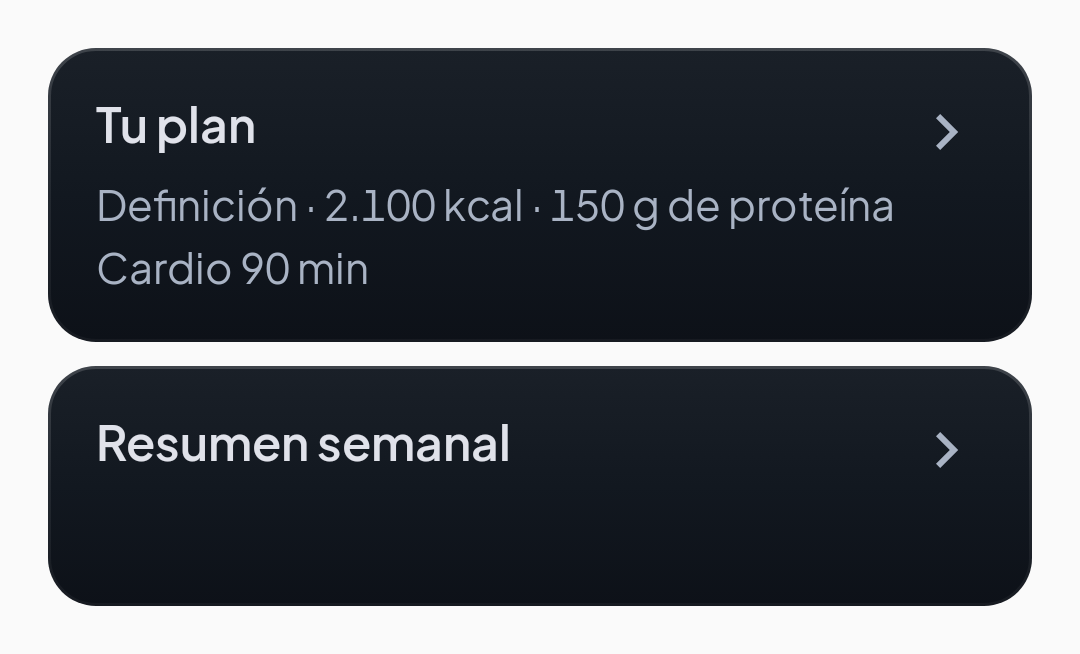 Tu plan
Definición · 2.100 kcal · 150 g de proteína
Cardio 90 min
Resumen semanal